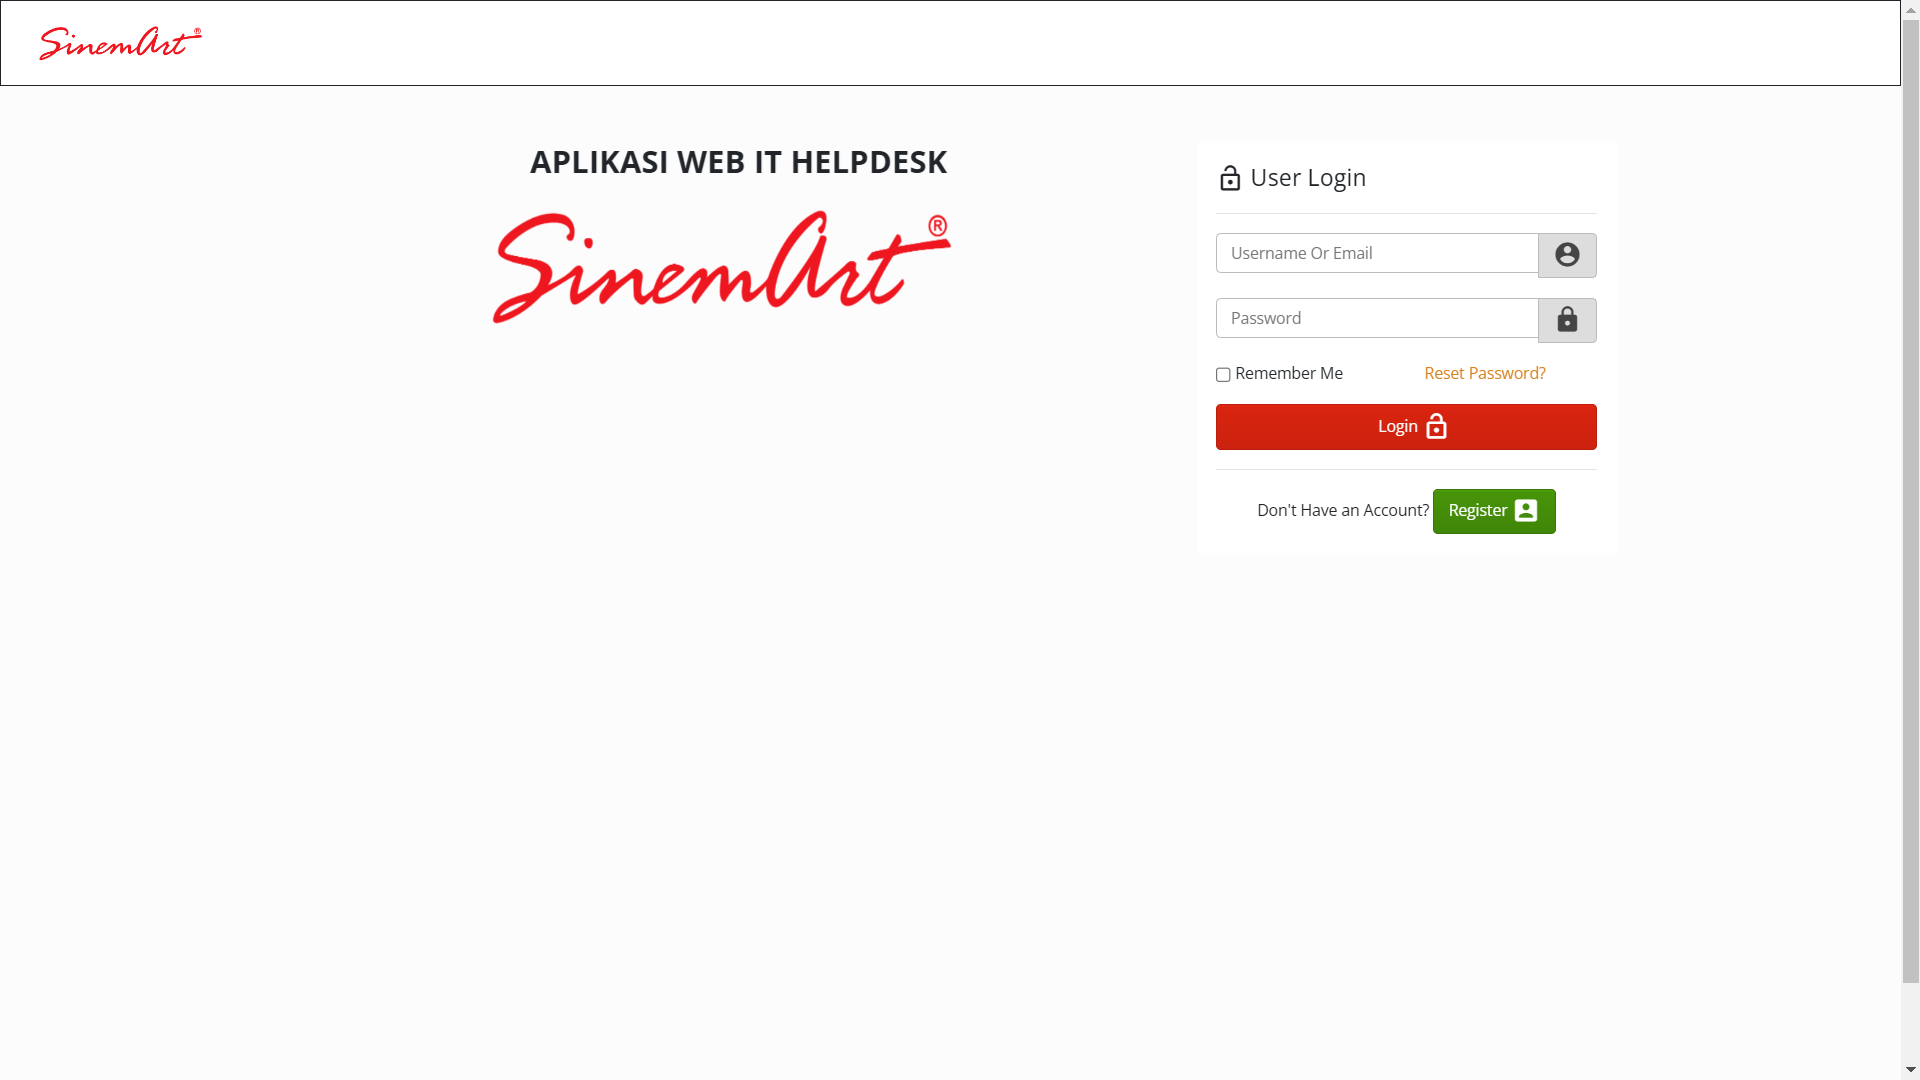 SinemArt®
APLIKASI WEB IT HELPDESK
SinemArt®
User Login
Username Or Email
Password
Remember Me
Reset Password?
Login
Don't Have an Account? Register